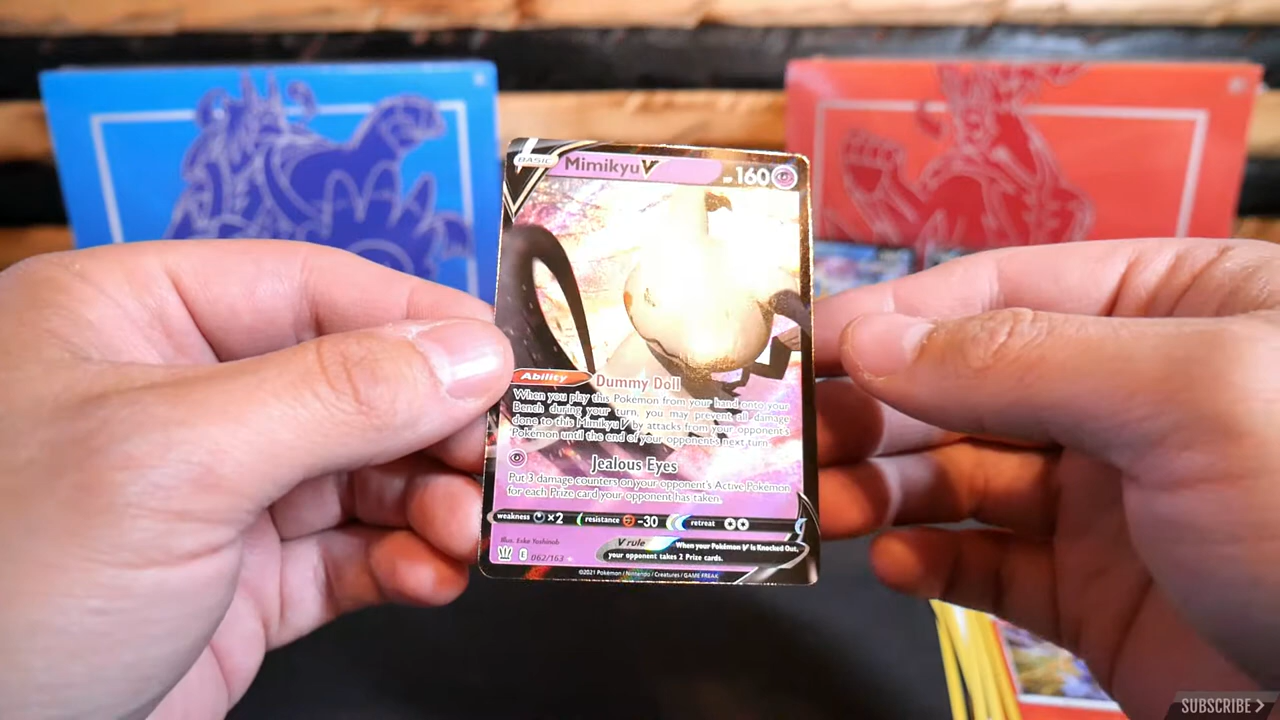 BASIC Mimikyu V HP 160
Ability Dummy Doll
When you play this Pokémon from your hand onto your
Bench during your turn, you may prevent all damage
done to this Mimikyu V by attacks from your opponent's
Pokémon until the end of your opponent's next turn.
Jealous Eyes
Put 3 damage counters on your opponent's Active Pokémon
for each Prize card your opponent has taken.
weakness ×2 resistance -30 retreat
Illus. Eske Yoshinob
V rule When your Pokémon V is Knocked Out,
your opponent takes 2 Prize cards.
062/163
©2021 Pokémon / Nintendo / Creatures / GAME FREAK
SUBSCRIBE